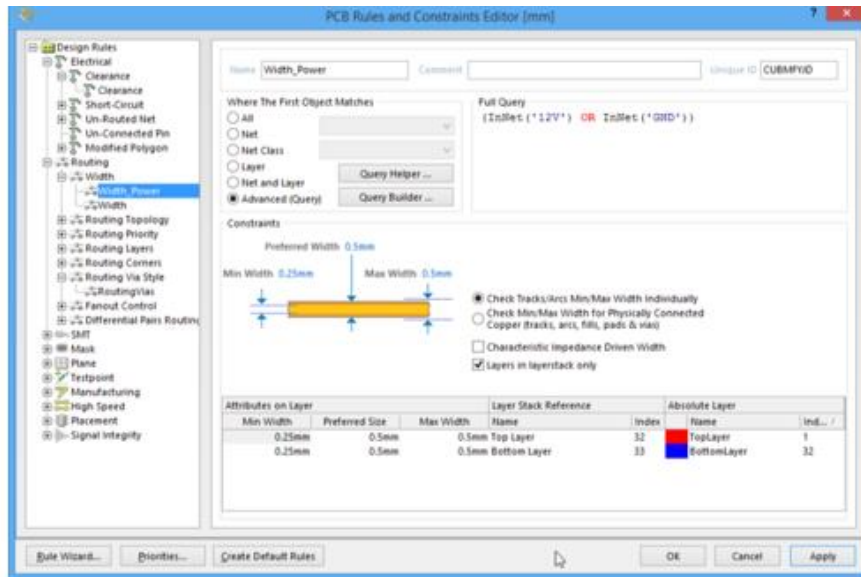 PCB Rules and Constraints Editor [mm]
Design Rules
Electrical
Clearance
Clearance
Short-Circuit
Un-Routed Net
Un-Connected Pin
Modified Polygon
Routing
Width
Width_Power
Width
Routing Topology
Routing Priority
Routing Layers
Routing Corners
Routing Via Style
RoutingVias
Fanout Control
Differential Pairs Routing
SMT
Mask
Plane
Testpoint
Manufacturing
High Speed
Placement
Signal Integrity
Name Width_Power Comment Unique ID
Where The First Object Matches
All
Net
Net Class
Layer
Net and Layer
Advanced (Query)
Query Helper ...
Query Builder ...
Full Query
(InNet('12V') OR InNet('GND'))
Constraints
Preferred Width 0.5mm
Min Width 0.25mm Max Width 0.5mm
Check Tracks/Arcs Min/Max Width Individually
Check Min/Max Width for Physically Connected
Copper (tracks, arcs, fills, pads & vias)
Characteristic Impedance Driven Width
Layers in layerstack only
Attributes on Layer Layer Stack Reference Absolute Layer
Min Width Preferred Size Max Width Name Index Name Ind... /
0.25mm 0.5mm 0.5mm Top Layer 32 TopLayer 1
0.25mm 0.5mm 0.5mm Bottom Layer 33 BottomLayer 32
Rule Wizard... Priorities... Create Default Rules OK Cancel Apply